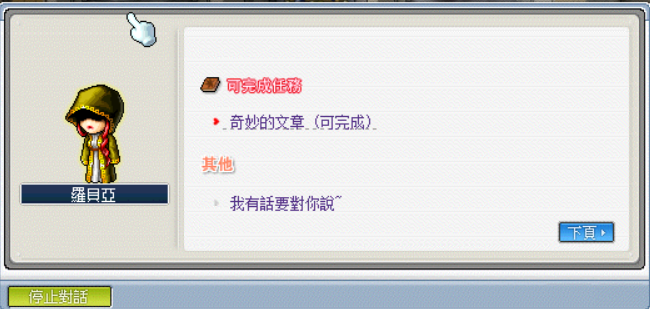 可完成任務
奇妙的文章 (可完成)
其他
我有話要對你說~
羅貝亞
下頁
停止對話